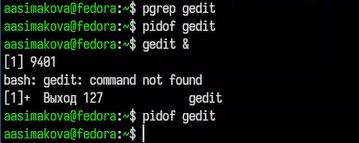 aasimakova@fedora:~$ pgrep gedit
aasimakova@fedora:~$ pidof gedit
aasimakova@fedora:~$ gedit &
[1] 9401
bash: gedit: command not found
[1]+  Выход 127            gedit
aasimakova@fedora:~$ pidof gedit
aasimakova@fedora:~$